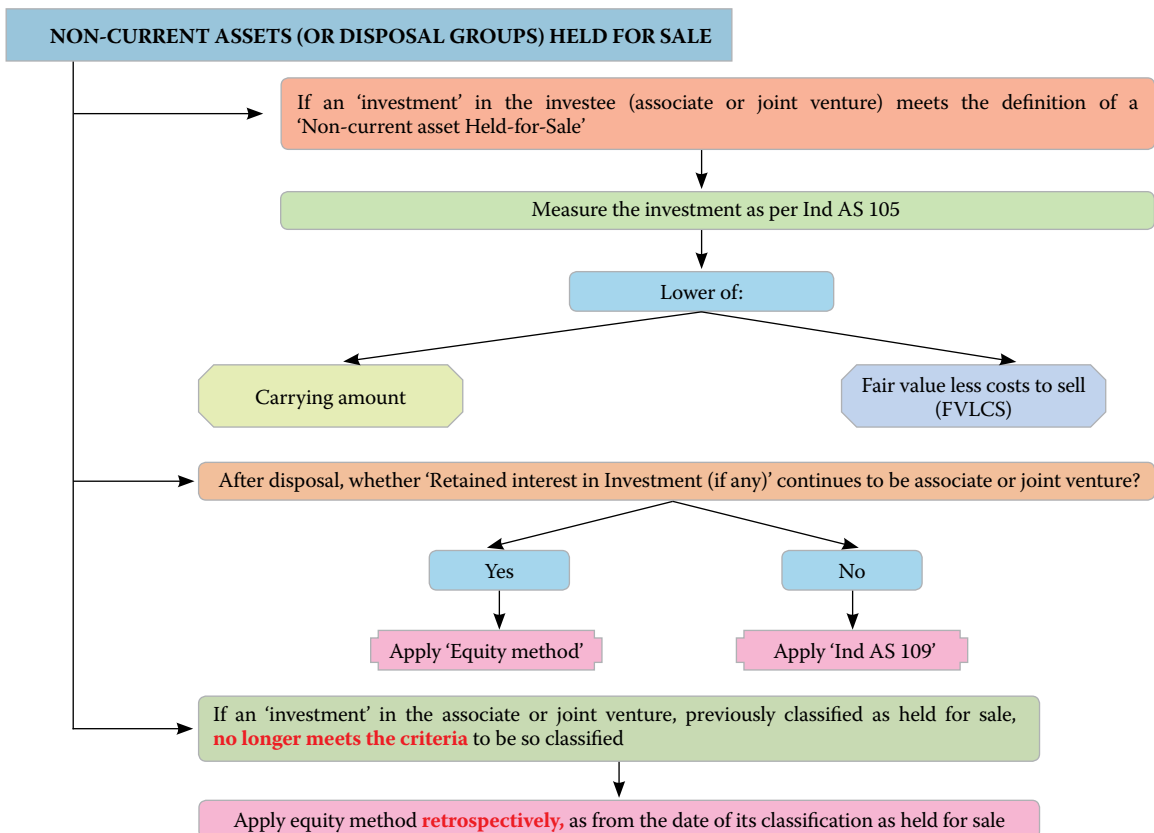 NON-CURRENT ASSETS (OR DISPOSAL GROUPS) HELD FOR SALE
If an ‘investment’ in the investee (associate or joint venture) meets the definition of a
‘Non-current asset Held-for-Sale’
Measure the investment as per Ind AS 105
Lower of:
Carrying amount
Fair value less costs to sell
(FVLCS)
After disposal, whether ‘Retained interest in Investment (if any)’ continues to be associate or joint venture?
Yes
No
Apply ‘Equity method’
Apply ‘Ind AS 109’
If an ‘investment’ in the associate or joint venture, previously classified as held for sale,
no longer meets the criteria to be so classified
Apply equity method retrospectively, as from the date of its classification as held for sale